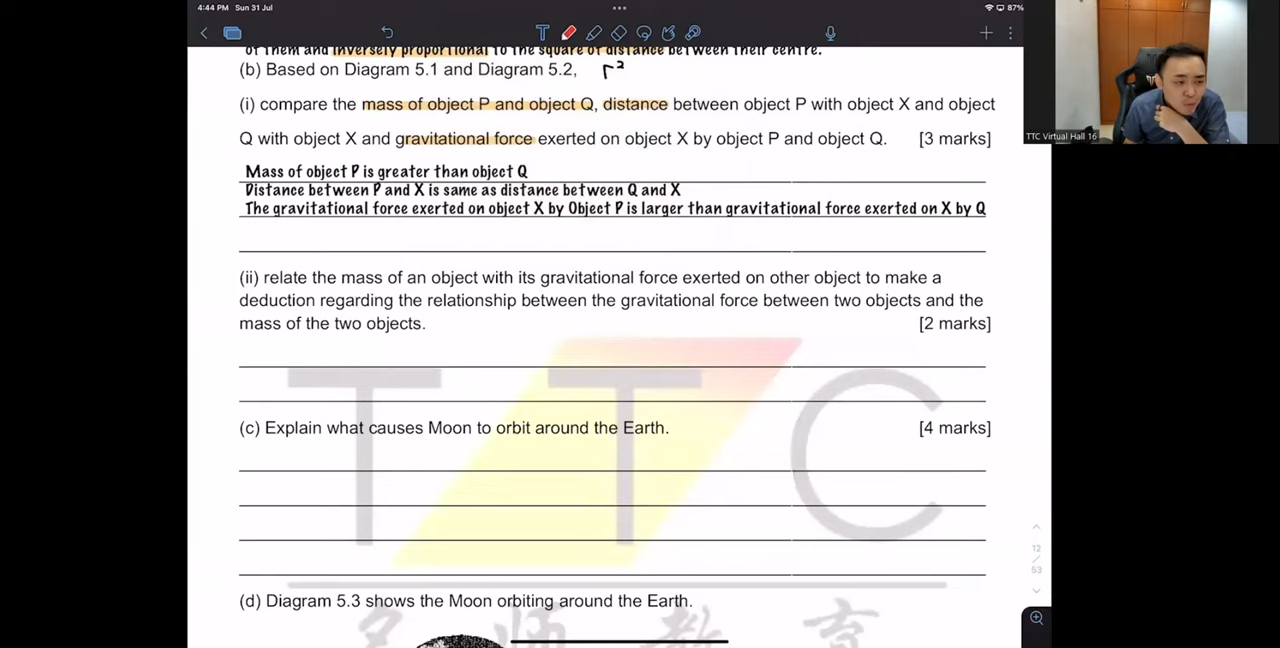 4:44 PM Sun 31 Jul
87%
of them and inversely proportional to the square of distance between their centre.
(b) Based on Diagram 5.1 and Diagram 5.2, r²
(i) compare the mass of object P and object Q, distance between object P with object X and object
Q with object X and gravitational force exerted on object X by object P and object Q. [3 marks]
Mass of object P is greater than object Q
Distance between P and X is same as distance between Q and X
The gravitational force exerted on object X by Object P is larger than gravitational force exerted on X by Q
(ii) relate the mass of an object with its gravitational force exerted on other object to make a
deduction regarding the relationship between the gravitational force between two objects and the
mass of the two objects. [2 marks]
(c) Explain what causes Moon to orbit around the Earth. [4 marks]
TTC
(d) Diagram 5.3 shows the Moon orbiting around the Earth.
名师教育
12
/
53
TTC Virtual Hall 16